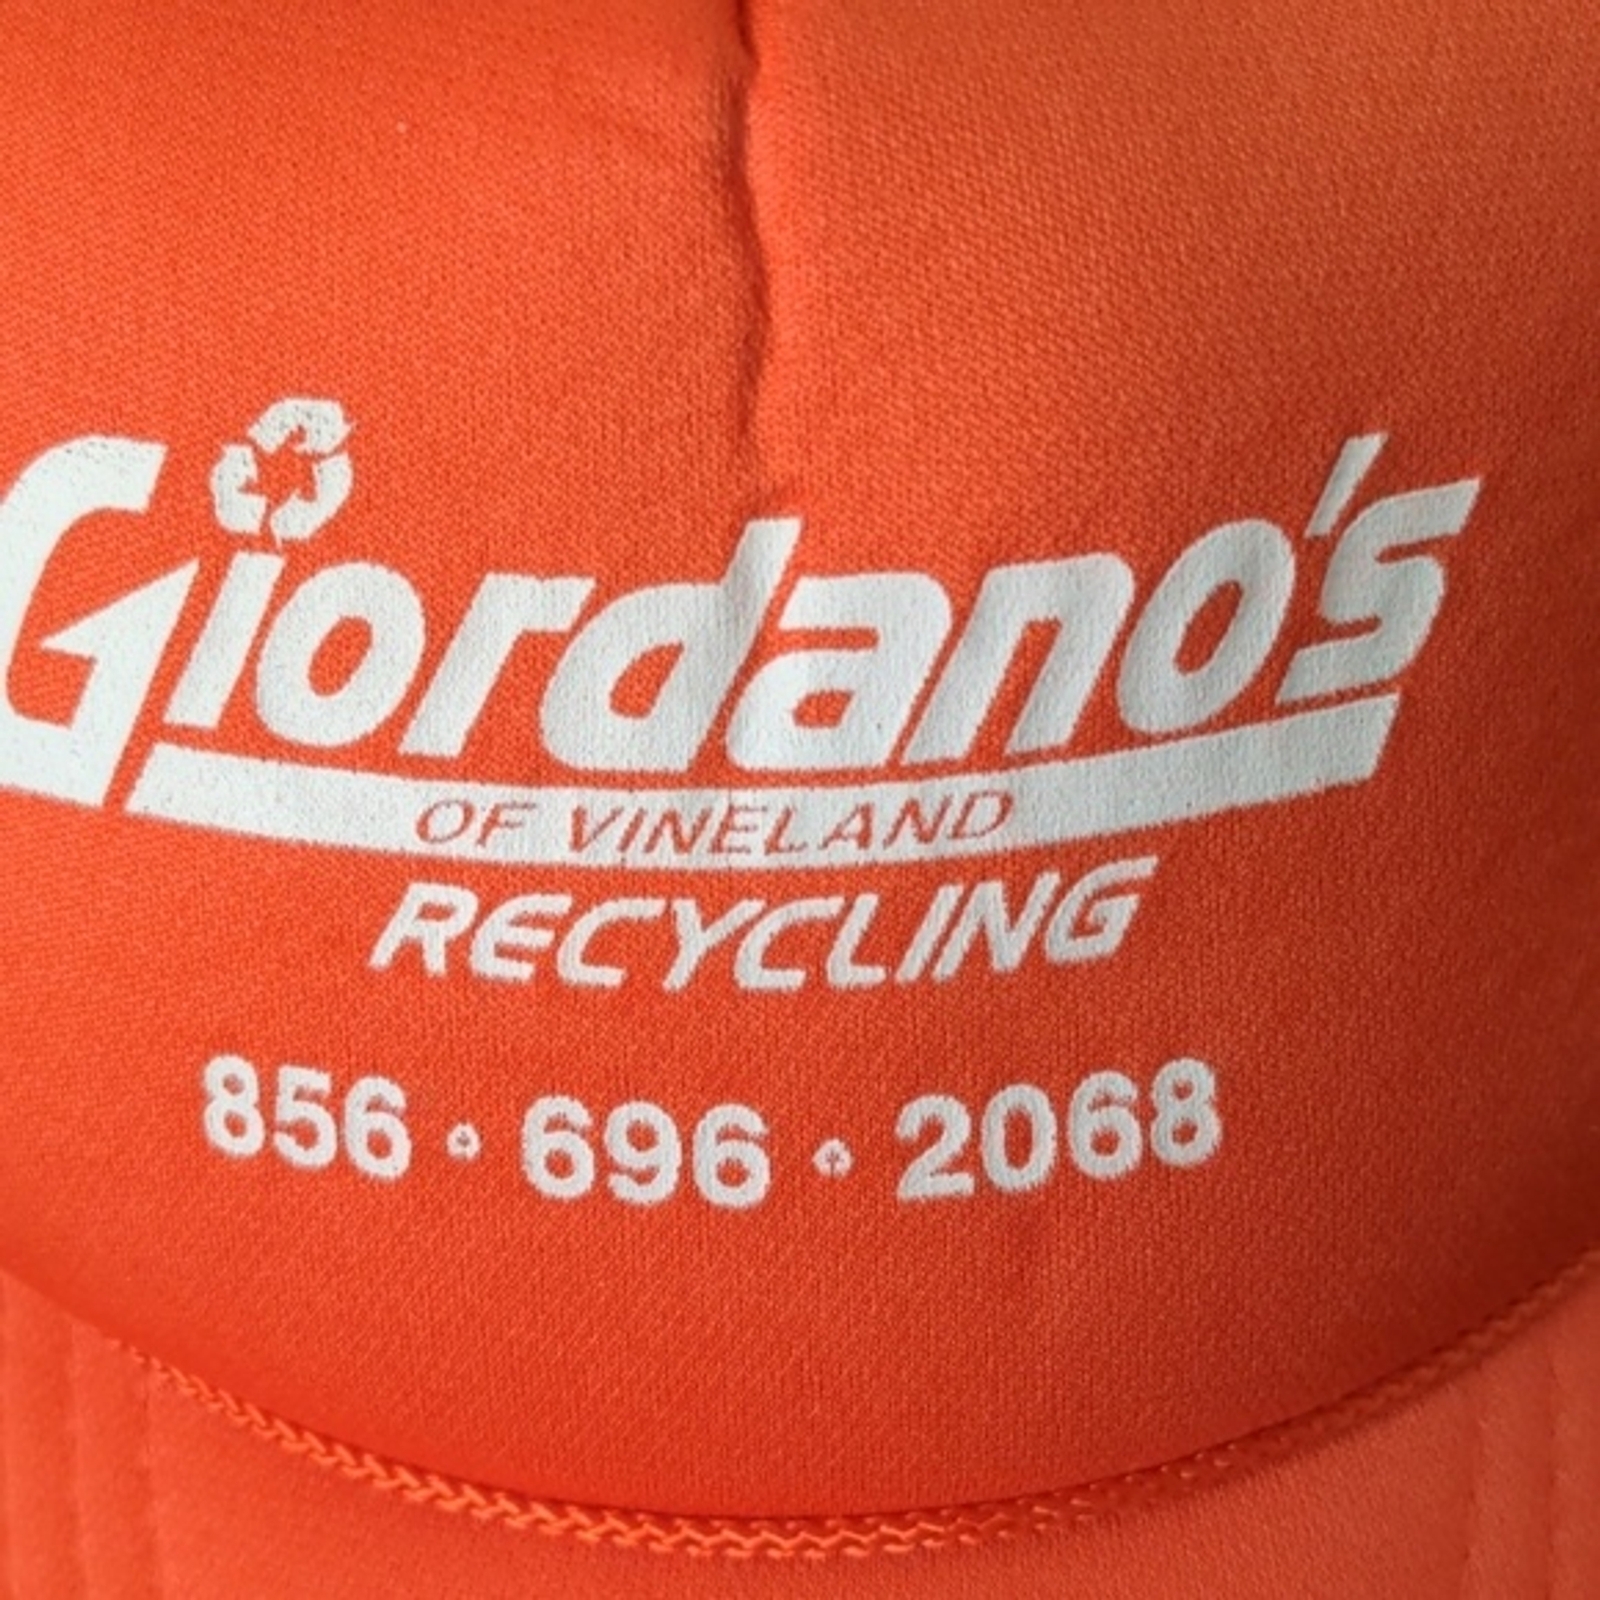 Giordano's
OF VINELAND
RECYCLING
856 • 696 • 2068